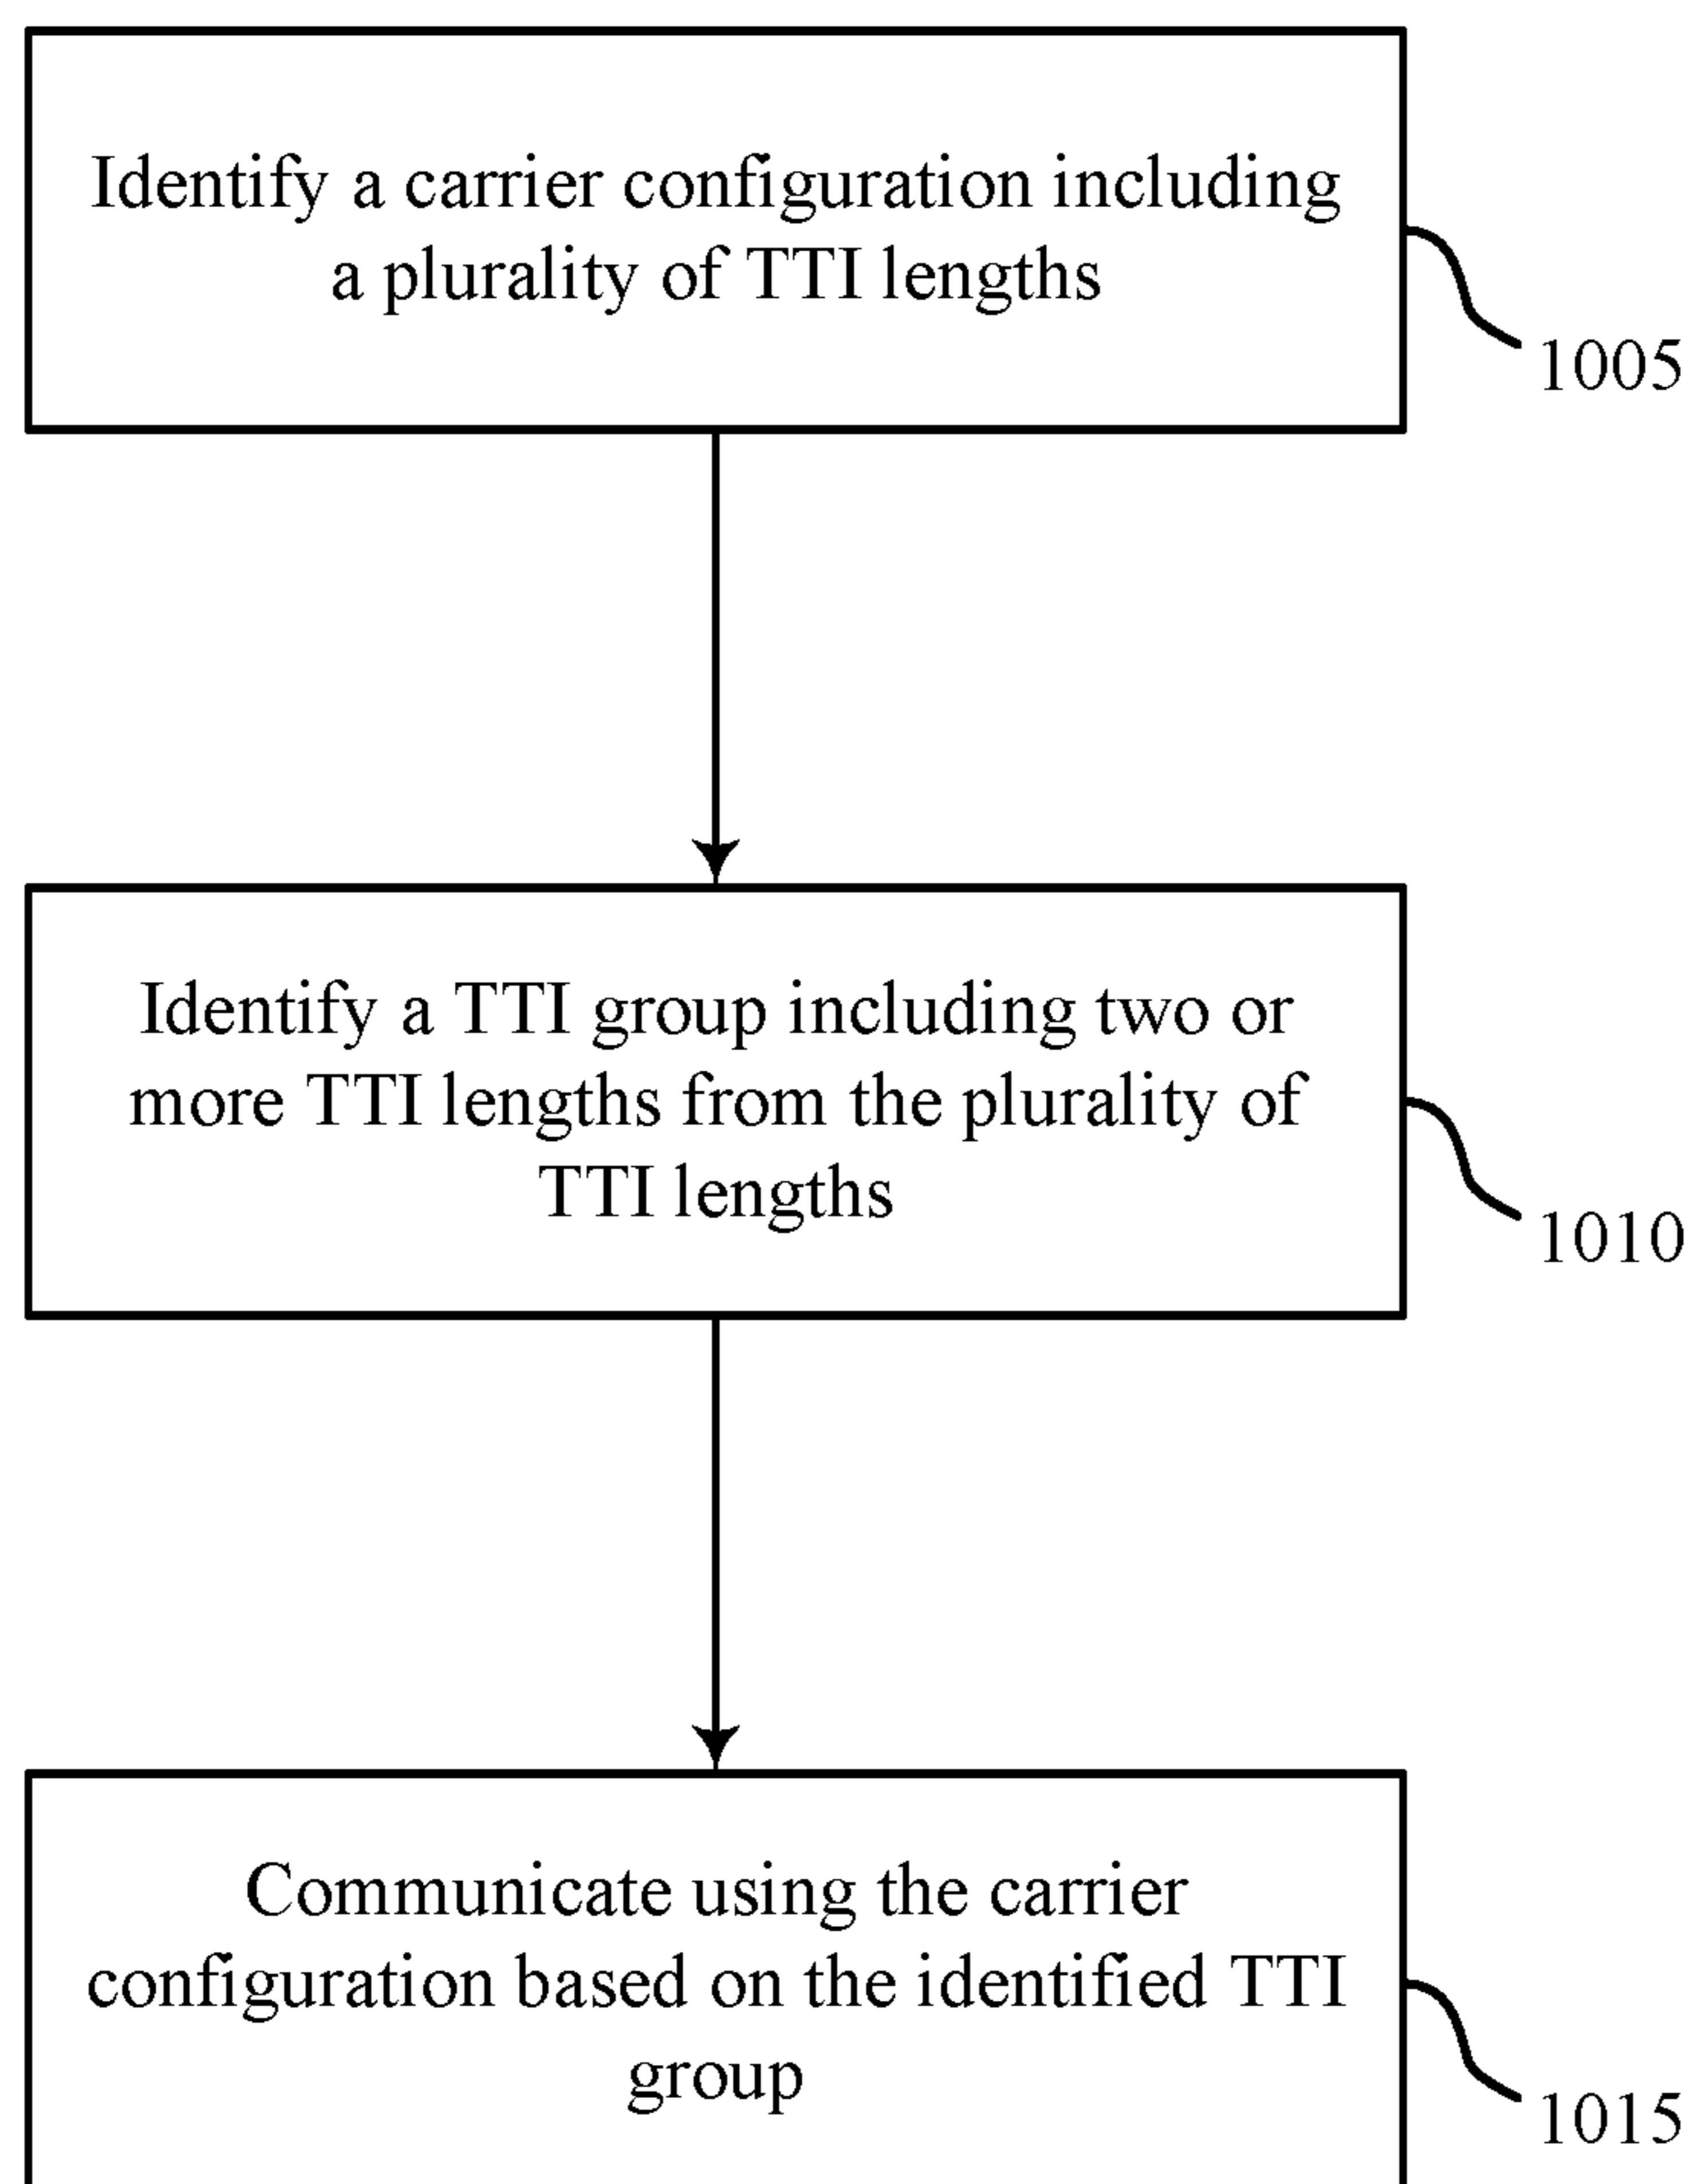 Identify a carrier configuration including
a plurality of TTI lengths
1005
Identify a TTI group including two or
more TTI lengths from the plurality of
TTI lengths
1010
Communicate using the carrier
configuration based on the identified TTI
group
1015